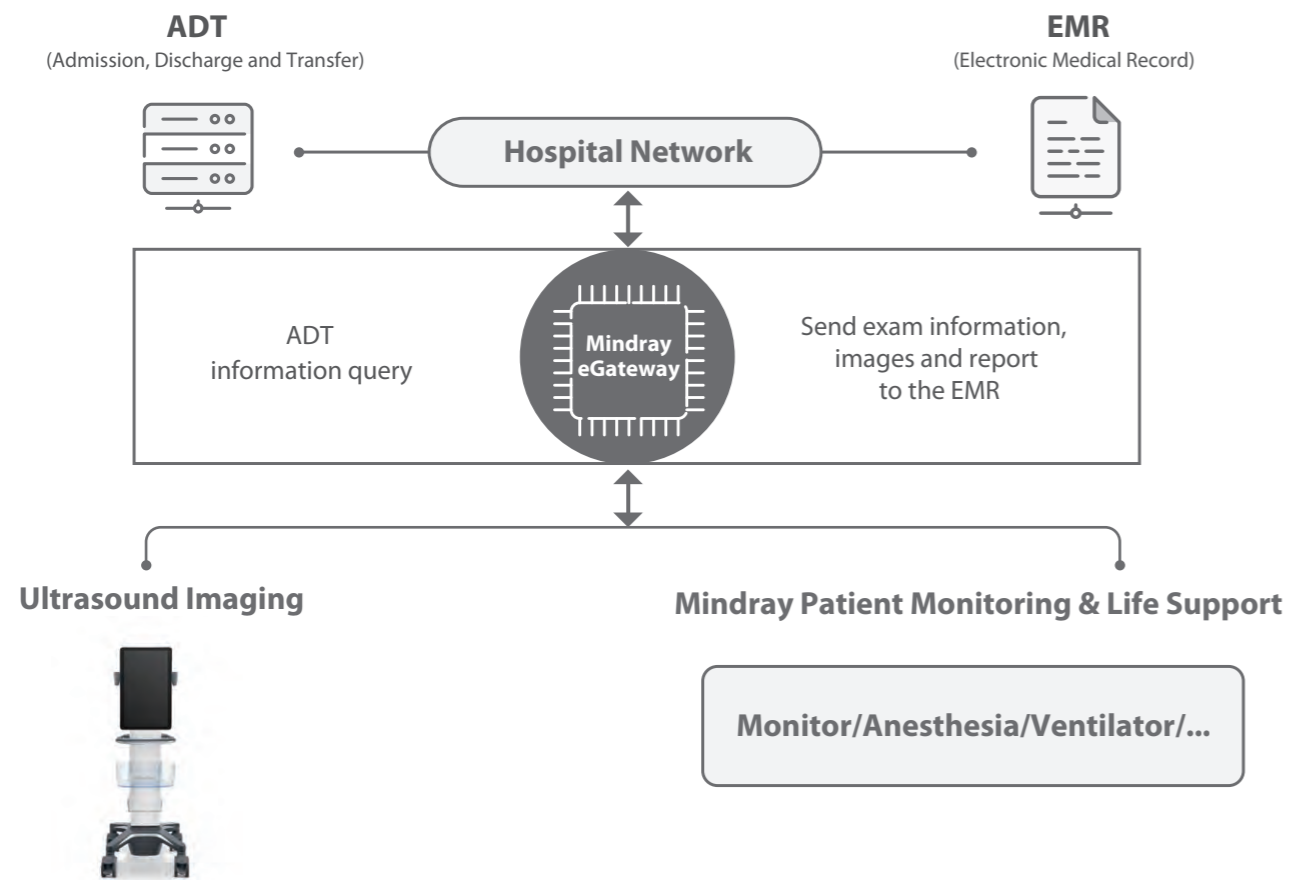 ADT
(Admission, Discharge and Transfer)
EMR
(Electronic Medical Record)
Hospital Network
ADT
information query
Mindray
eGateway
Send exam information,
images and report
to the EMR
Ultrasound Imaging
Mindray Patient Monitoring & Life Support
Monitor/Anesthesia/Ventilator/...